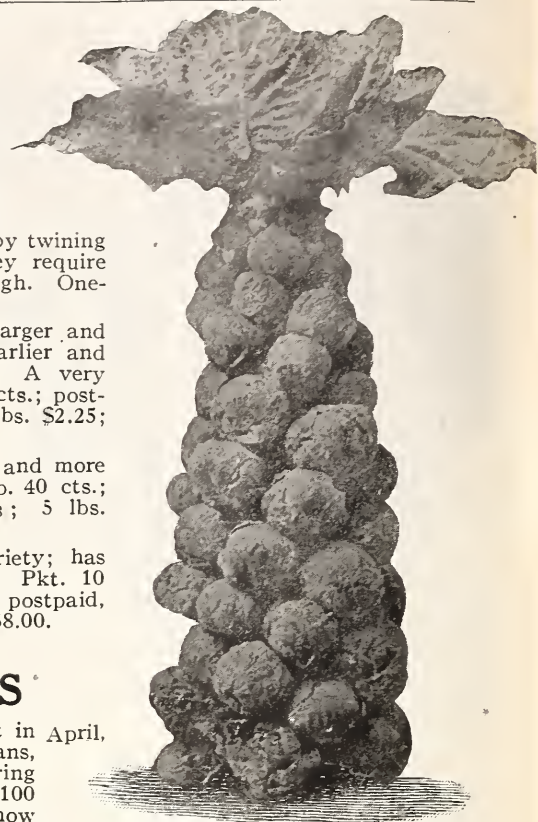 by twining
ey require
gh. One-
arger and
arlier and
A very
cts.; post-
bs. $2.25;
and more
b. 40 cts.;
s; 5 lbs.
riety; has
Pkt. 10
postpaid,
$8.00.
S
t in April,
ans,
ring
100
now